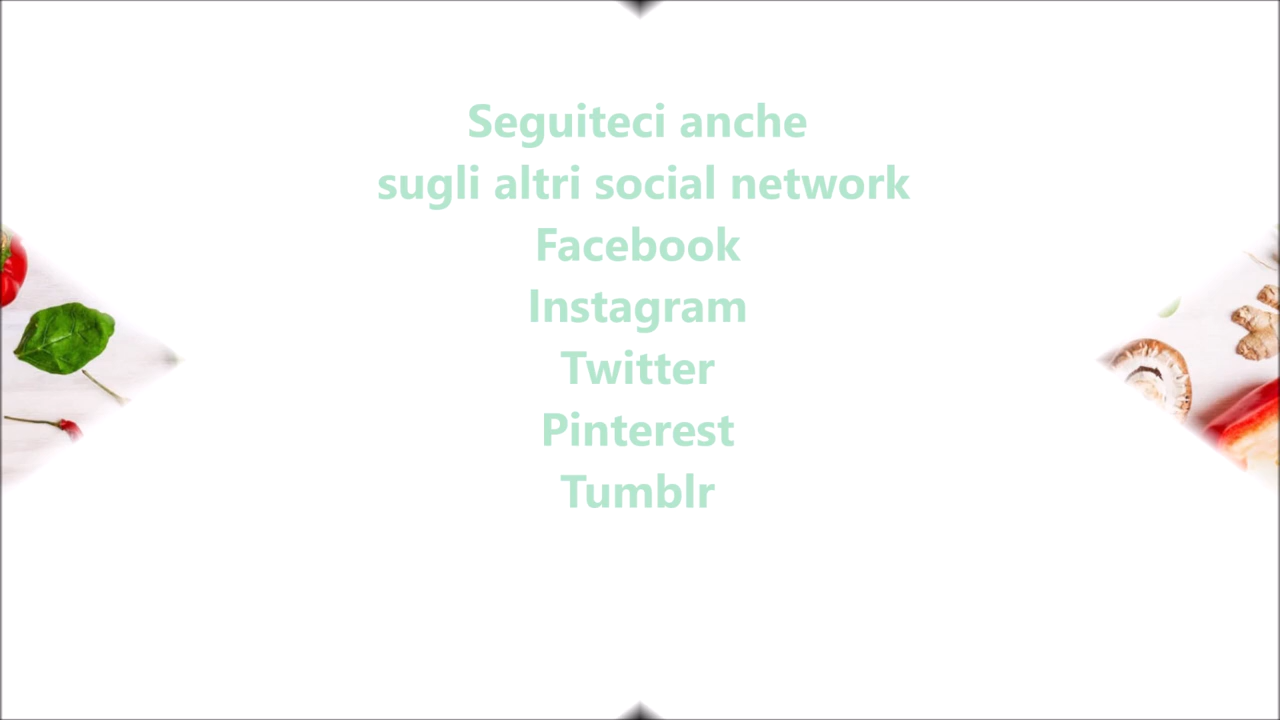 Seguiteci anche
sugli altri social network
Facebook
Instagram
Twitter
Pinterest
Tumblr